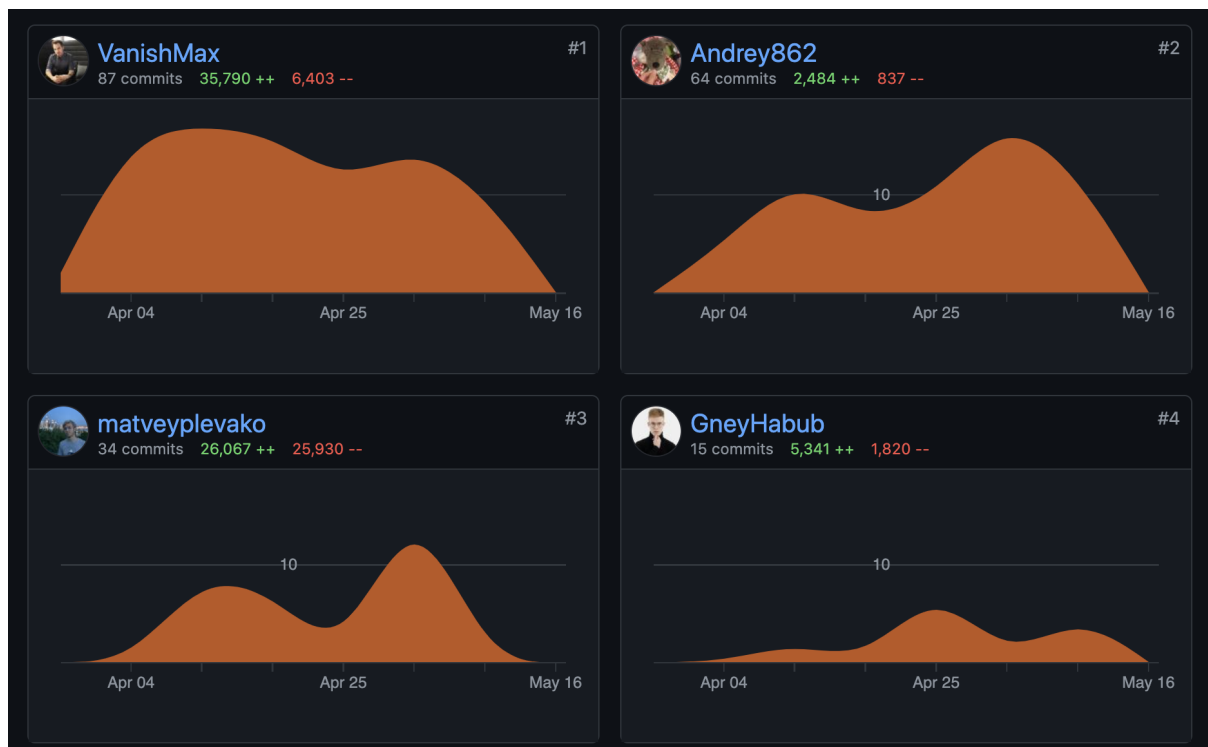 VanishMax
#1
87 commits 35,790 ++ 6,403 --
Apr 04 Apr 25 May 16
Andrey862
#2
64 commits 2,484 ++ 837 --
10
Apr 04 Apr 25 May 16
matveyplevako
#3
34 commits 26,067 ++ 25,930 --
10
Apr 04 Apr 25 May 16
GneyHabub
#4
15 commits 5,341 ++ 1,820 --
10
Apr 04 Apr 25 May 16